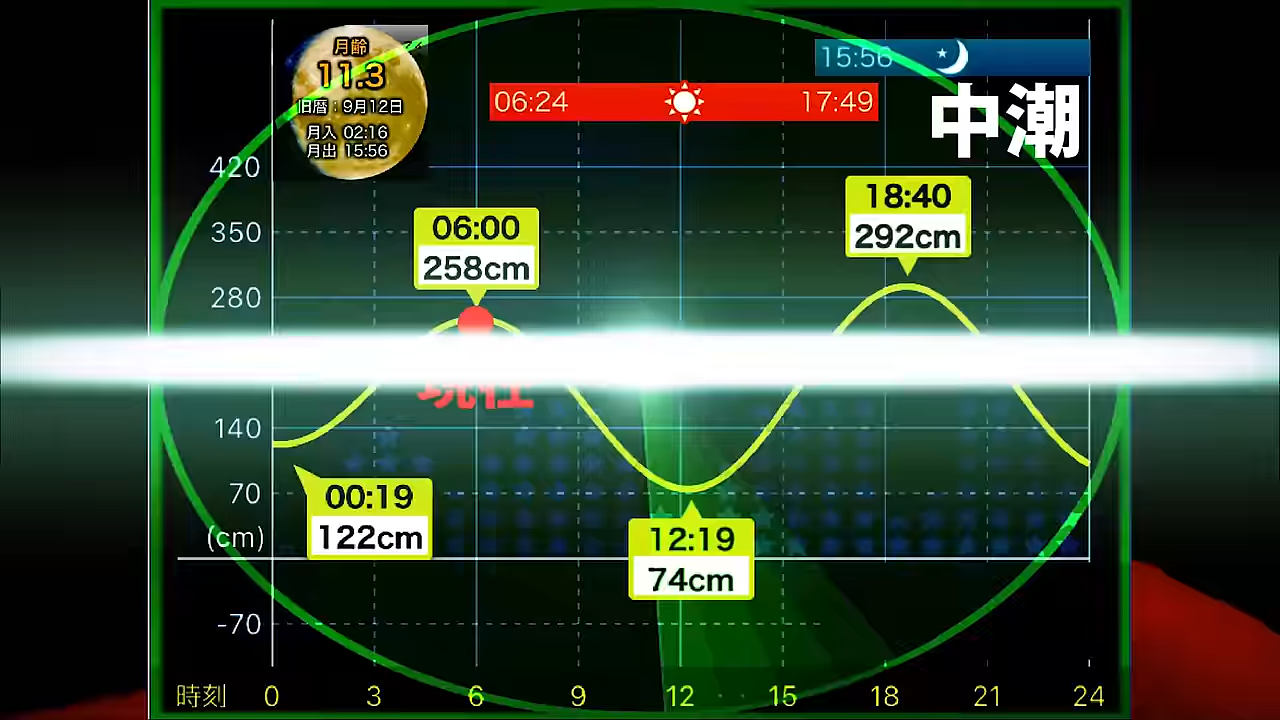 月齢
11.3
旧暦：9月12日
月入 02:16
月出 15:56
15:56
06:24
17:49
中潮
420
350
280
140
70
(cm)
-70
06:00
258cm
18:40
292cm
現在
00:19
122cm
12:19
74cm
時刻 0 3 6 9 12 15 18 21 24